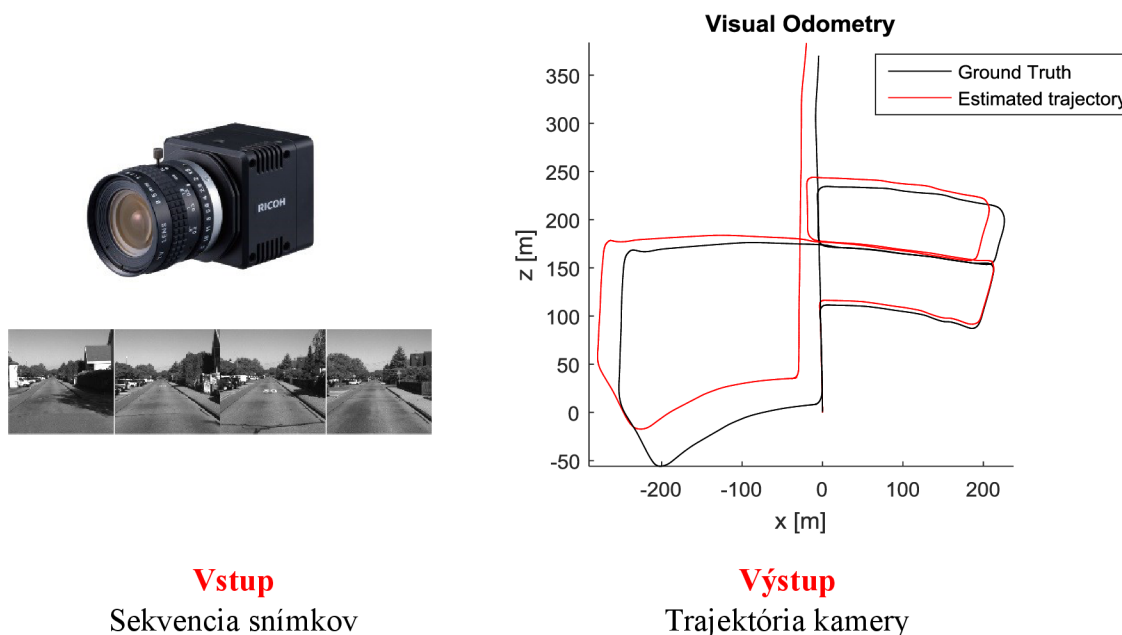 Visual Odometry
Ground Truth
Estimated trajectory
350
300
250
200
150
100
50
0
-50
z [m]
-200
-100
0
100
200
x [m]
RICOH
Vstup
Sekvencia snímkov
Výstup
Trajektória kamery